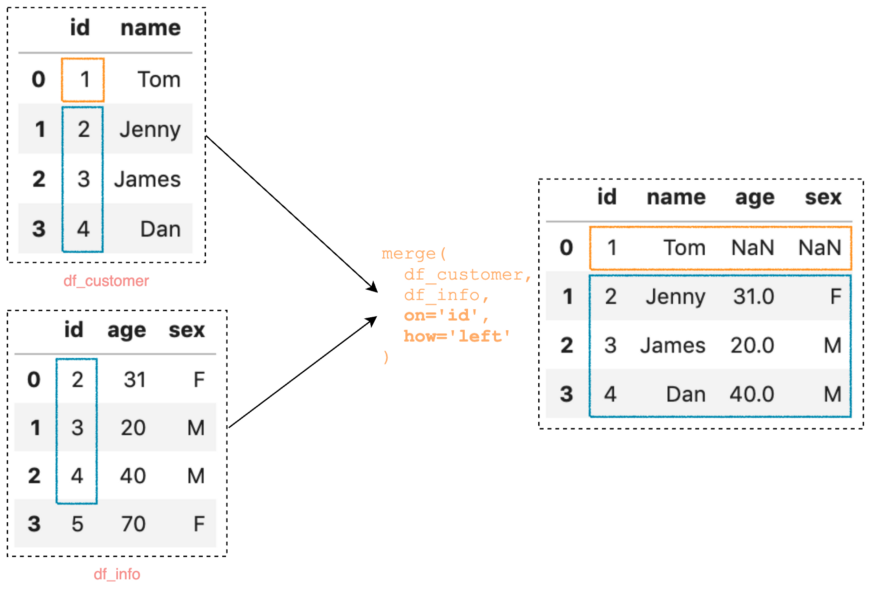 id name
0 1 Tom
1 2 Jenny
2 3 James
3 4 Dan
df_customer
id age sex
0 2 31 F
1 3 20 M
2 4 40 M
3 5 70 F
df_info
merge(
df_customer,
df_info,
on='id',
how='left'
)
id name age sex
0 1 Tom NaN NaN
1 2 Jenny 31.0 F
2 3 James 20.0 M
3 4 Dan 40.0 M